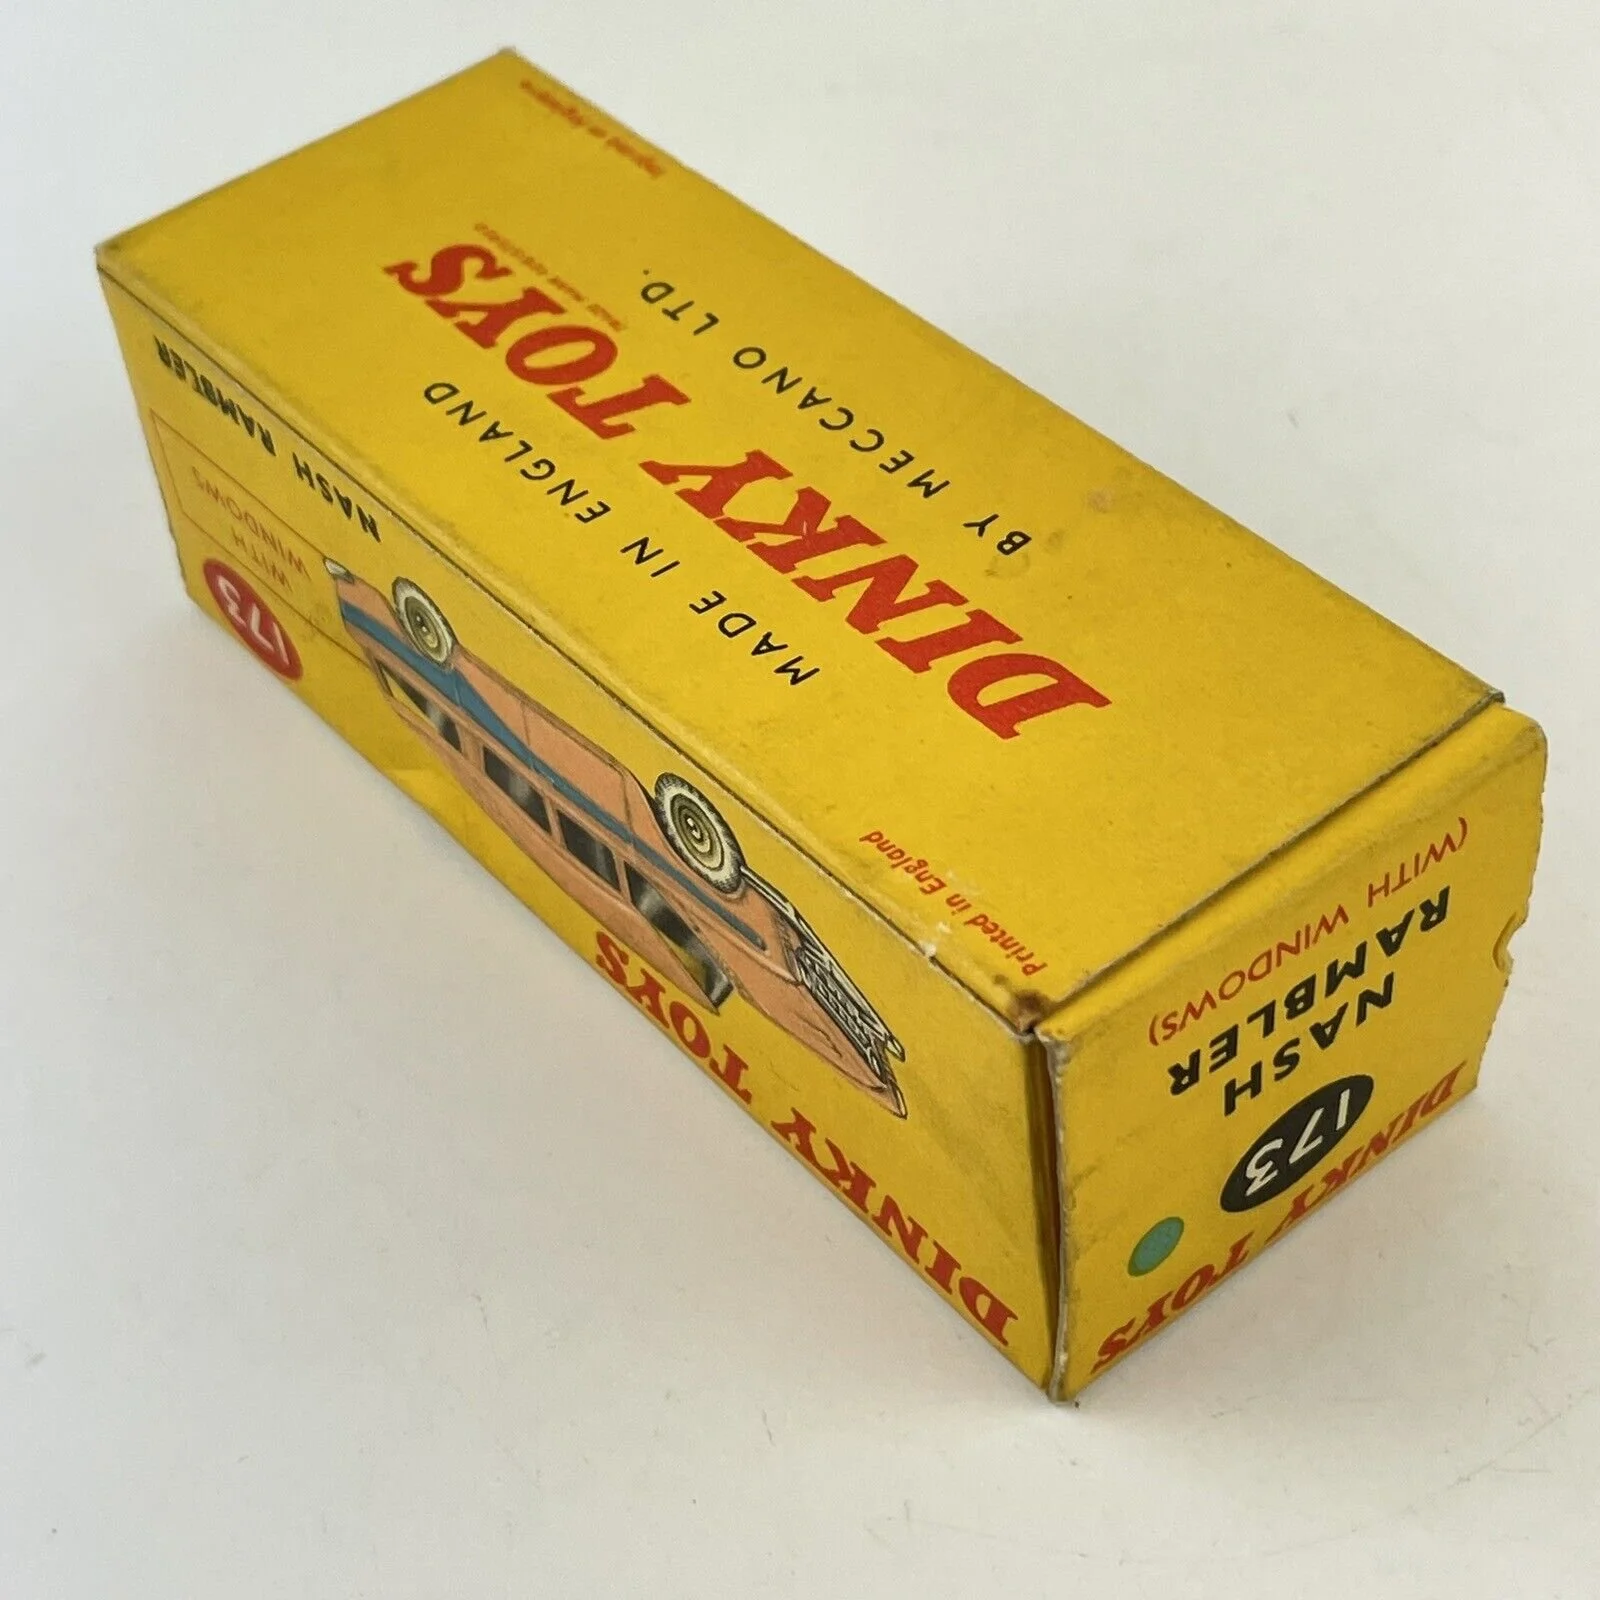 MADE IN ENGLAND
DINKY TOYS
BY MECCANO LTD.
Printed in England
DINKY TOYS
173
WITH
WINDOWS
NASH RAMBLER
DINKY TOYS
173
NASH
RAMBLER
(WITH WINDOWS)